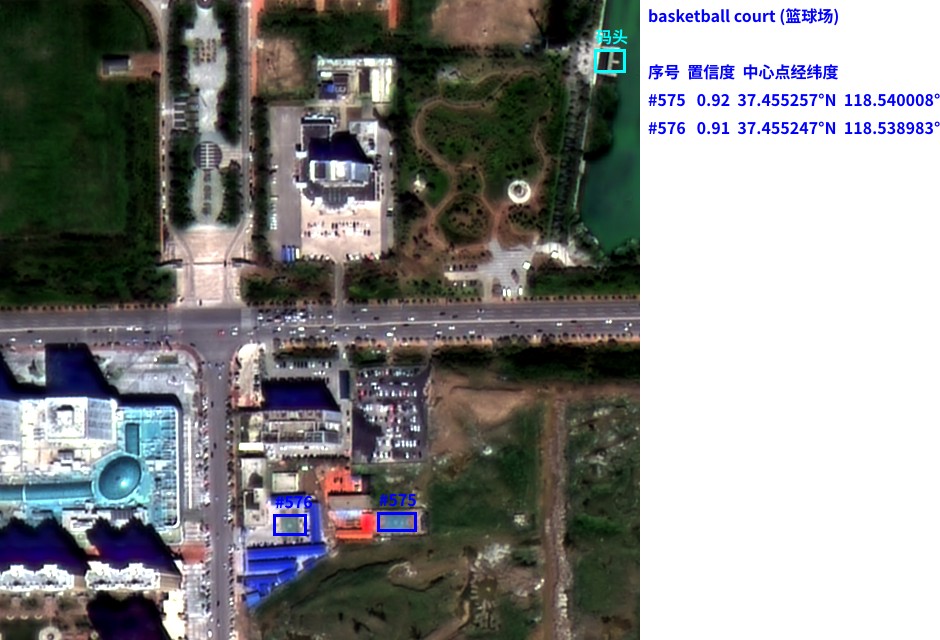 basketball court (篮球场)
码头
序号 置信度 中心点经纬度
#575 0.92 37.455257°N 118.540008°
#576 0.91 37.455247°N 118.538983°
#576
#575